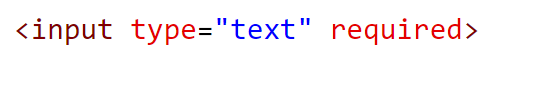 <input type="text" required>